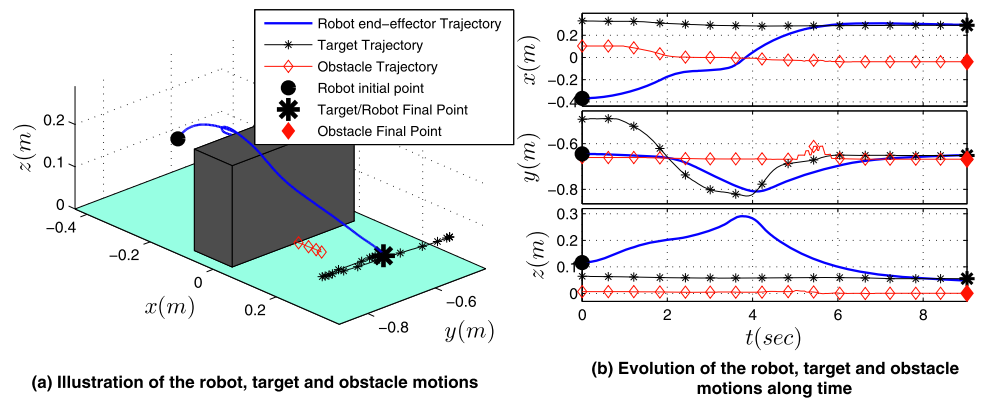 Robot end-effector Trajectory
Target Trajectory
Obstacle Trajectory
Robot initial point
Target/Robot Final Point
Obstacle Final Point
z(m)
0.2
0.1
0
−0.4
−0.2
0
0.2
x(m)
−0.8
−0.6
y(m)
x(m)
0.2
0
−0.2
−0.4
y(m)
−0.6
−0.8
z(m)
0.3
0.2
0.1
0
0 2 4 6 8
t(sec)
(a) Illustration of the robot, target and obstacle motions
(b) Evolution of the robot, target and obstacle
motions along time